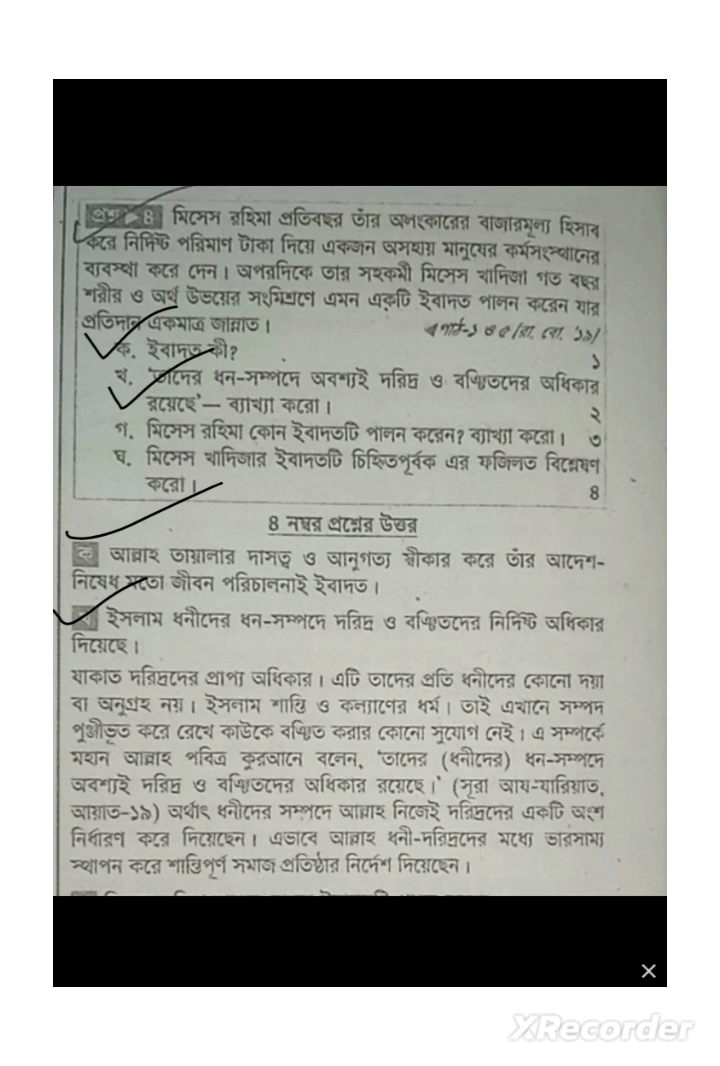 প্রশ্ন ▶ ৪ মিসেস রহিমা প্রতিবছর তাঁর অলংকারের বাজারমূল্য হিসাব
করে নির্দিষ্ট পরিমাণ টাকা দিয়ে একজন অসহায় মানুষের কর্মসংস্থানের
ব্যবস্থা করে দেন। অপরদিকে তার সহকর্মী মিসেস খাদিজা গত বছর
শরীর ও অর্থ উভয়ের সংমিশ্রণে এমন একটি ইবাদত পালন করেন যার
প্রতিদান একমাত্র জান্নাত।
◀পাঠ-১ ও ৫ /রা. বো. '১৯/
ক. ইবাদত কী? ১
খ. 'তাদের ধন-সম্পদে অবশ্যই দরিদ্র ও বঞ্চিতদের অধিকার
রয়েছে'— ব্যাখ্যা করো। ২
গ. মিসেস রহিমা কোন ইবাদতটি পালন করেন? ব্যাখ্যা করো। ৩
ঘ. মিসেস খাদিজার ইবাদতটি চিহ্নিতপূর্বক এর ফজিলত বিশ্লেষণ
করো। ৪
৪ নম্বর প্রশ্নের উত্তর
ক আল্লাহ তায়ালার দাসত্ব ও আনুগত্য স্বীকার করে তাঁর আদেশ-
নিষেধ মতো জীবন পরিচালনাই ইবাদত।
খ ইসলাম ধনীদের ধন-সম্পদে দরিদ্র ও বঞ্চিতদের নির্দিষ্ট অধিকার
দিয়েছে।
যাকাত দরিদ্রদের প্রাপ্য অধিকার। এটি তাদের প্রতি ধনীদের কোনো দয়া
বা অনুগ্রহ নয়। ইসলাম শান্তি ও কল্যাণের ধর্ম। তাই এখানে সম্পদ
পুঞ্জীভূত করে রেখে কাউকে বঞ্চিত করার কোনো সুযোগ নেই। এ সম্পর্কে
মহান আল্লাহ পবিত্র কুরআনে বলেন, 'তাদের (ধনীদের) ধন-সম্পদে
অবশ্যই দরিদ্র ও বঞ্চিতদের অধিকার রয়েছে।' (সূরা আয-যারিয়াত,
আয়াত-১৯) অর্থাৎ ধনীদের সম্পদে আল্লাহ নিজেই দরিদ্রদের একটি অংশ
নির্ধারণ করে দিয়েছেন। এভাবে আল্লাহ ধনী-দরিদ্রদের মধ্যে ভারসাম্য
স্থাপন করে শান্তিপূর্ণ সমাজ প্রতিষ্ঠার নির্দেশ দিয়েছেন।
XRecorder